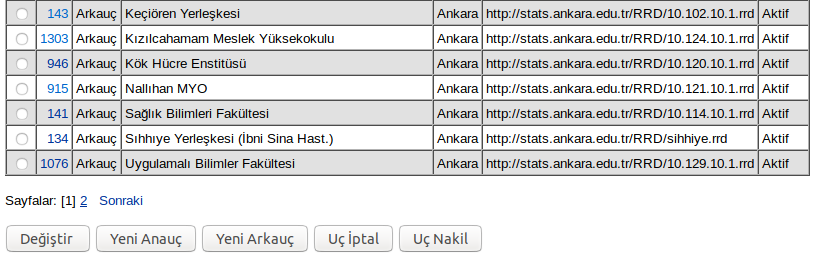 143 Arkauç Keçiören Yerleşkesi Ankara http://stats.ankara.edu.tr/RRD/10.102.10.1.rrd Aktif
1303 Arkauç Kızılcahamam Meslek Yüksekokulu Ankara http://stats.ankara.edu.tr/RRD/10.124.10.1.rrd Aktif
946 Arkauç Kök Hücre Enstitüsü Ankara http://stats.ankara.edu.tr/RRD/10.120.10.1.rrd Aktif
915 Arkauç Nallıhan MYO Ankara http://stats.ankara.edu.tr/RRD/10.121.10.1.rrd Aktif
141 Arkauç Sağlık Bilimleri Fakültesi Ankara http://stats.ankara.edu.tr/RRD/10.114.10.1.rrd Aktif
134 Arkauç Sıhhıye Yerleşkesi (İbni Sina Hast.) Ankara http://stats.ankara.edu.tr/RRD/sihhiye.rrd Aktif
1076 Arkauç Uygulamalı Bilimler Fakültesi Ankara http://stats.ankara.edu.tr/RRD/10.129.10.1.rrd Aktif
Sayfalar: [1] 2 Sonraki
Değiştir Yeni Anauç Yeni Arkauç Uç İptal Uç Nakil